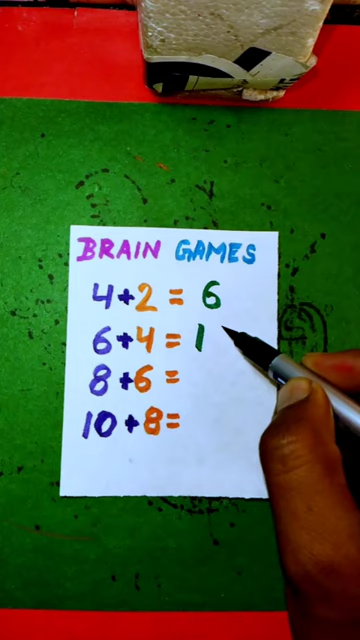 BRAIN GAMES
4+2 = 6
6+4 = 1
8+6 =
10+8=